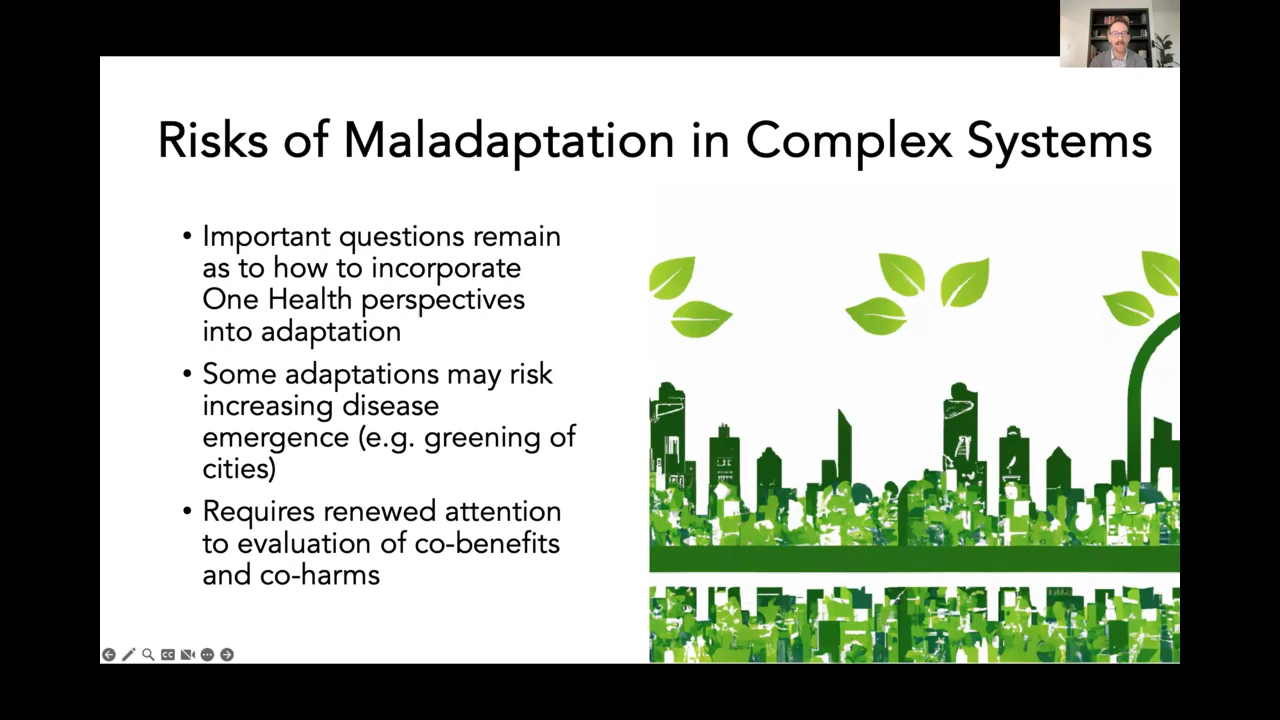 Risks of Maladaptation in Complex Systems
• Important questions remain
as to how to incorporate
One Health perspectives
into adaptation
• Some adaptations may risk
increasing disease
emergence (e.g. greening of
cities)
• Requires renewed attention
to evaluation of co-benefits
and co-harms
CC